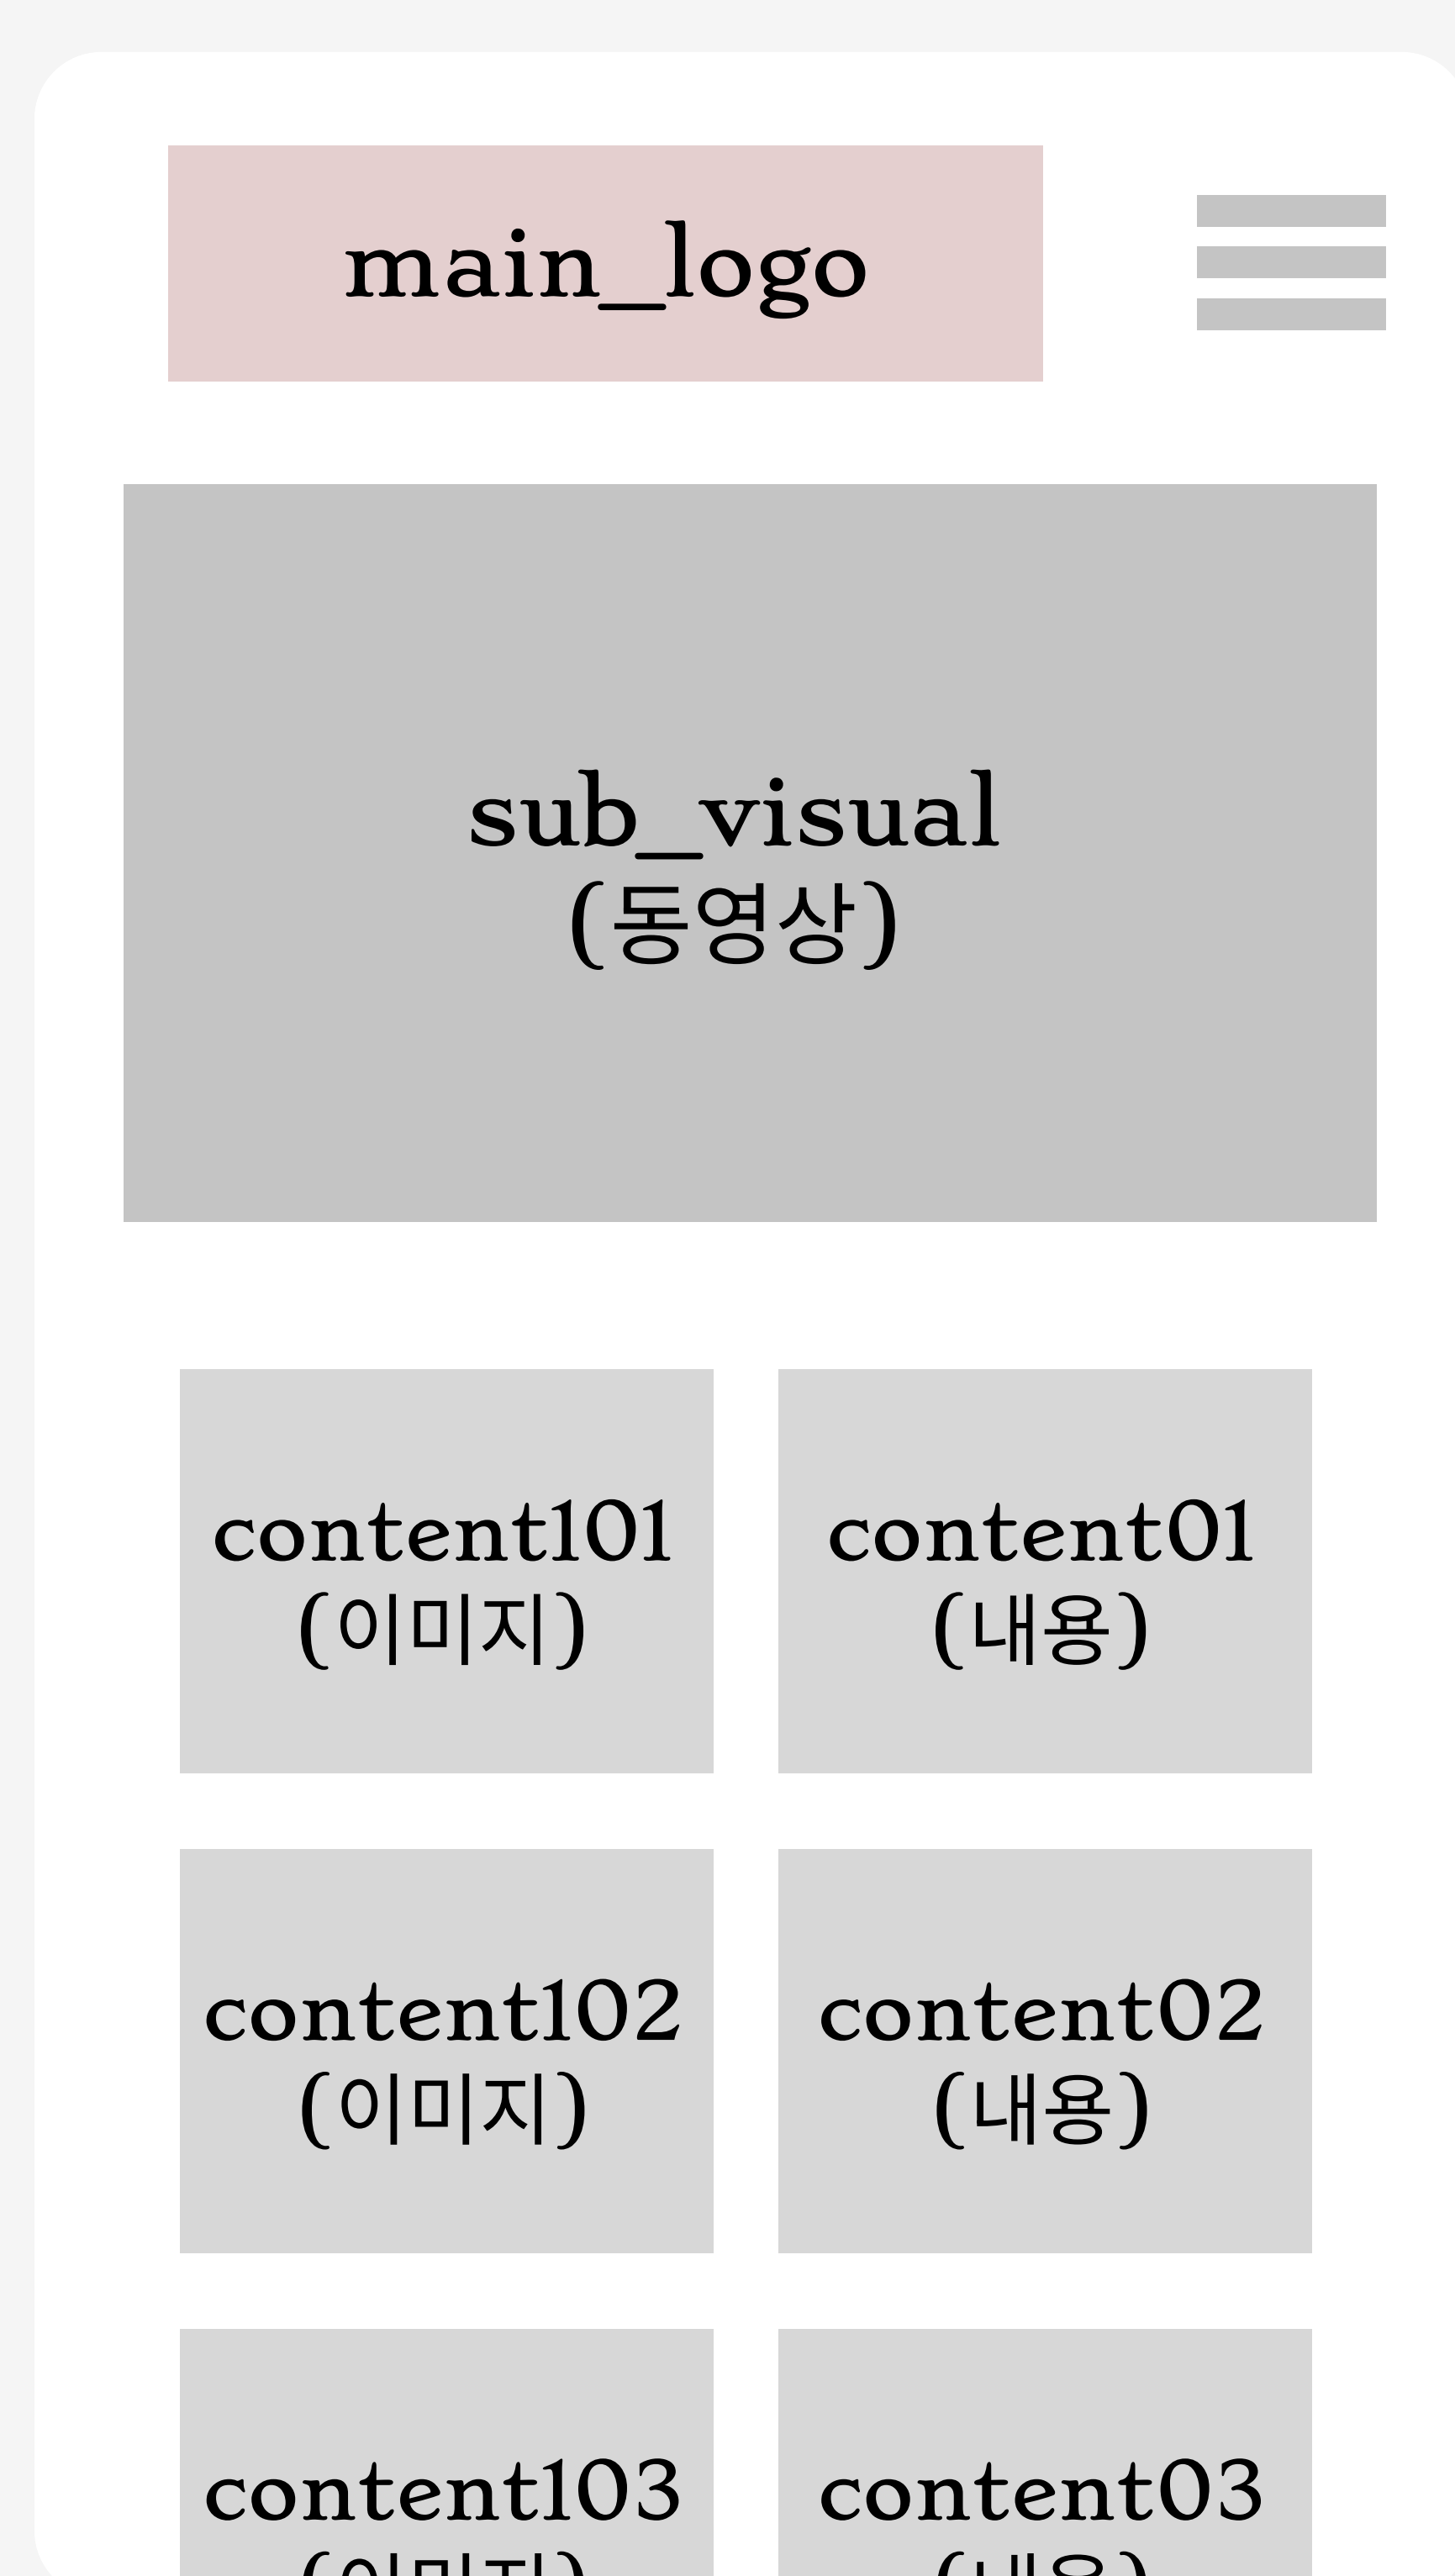 main_logo
sub_visual
(동영상)
content101
content01
(이미지)
(내용)
content102
content02
(이미지)
(내용)
content103
content03